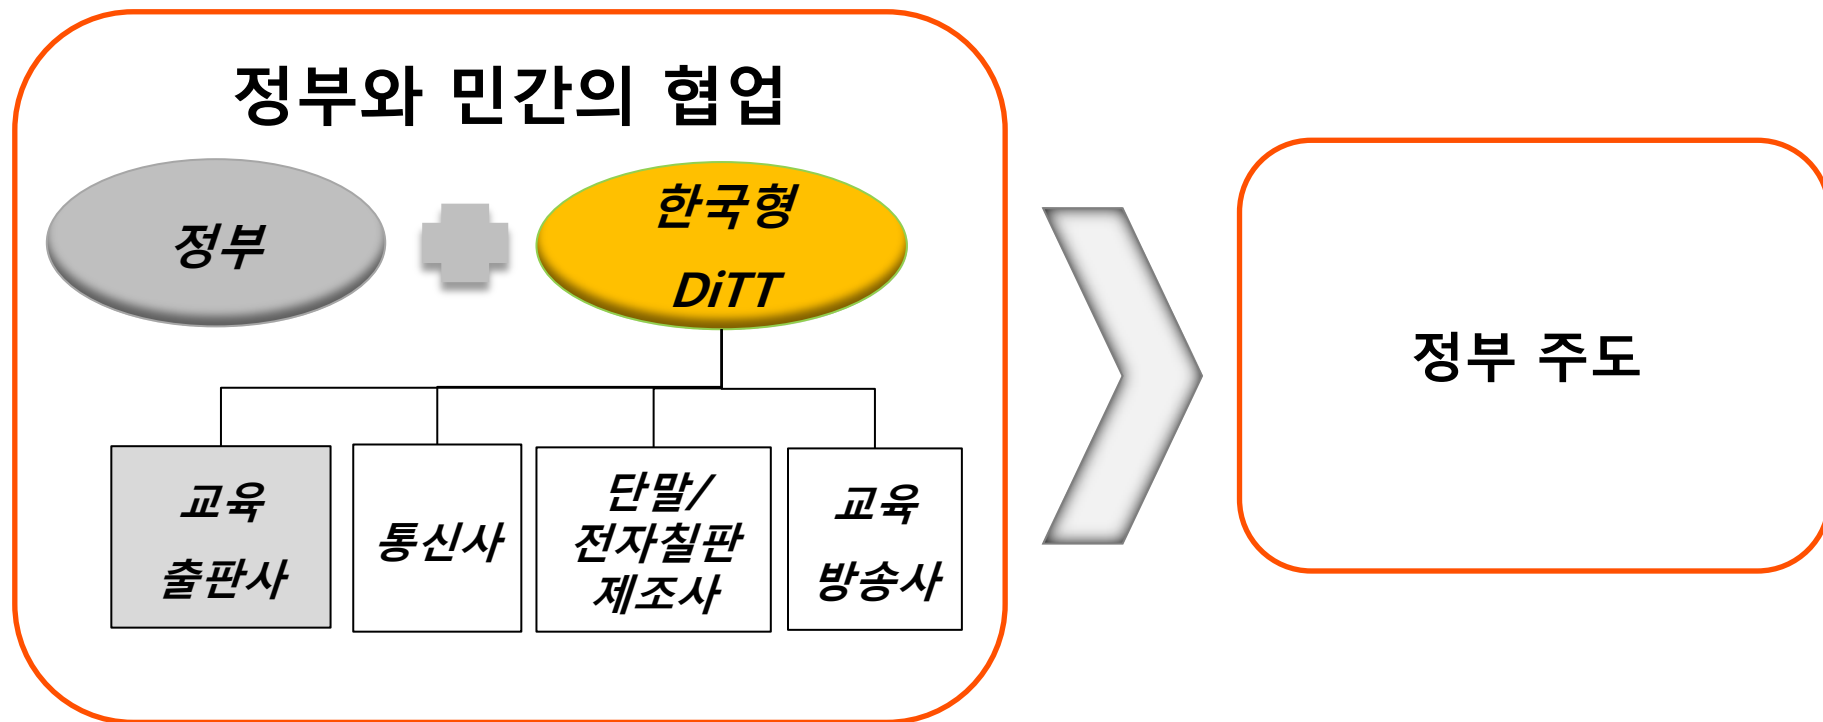 정부와 민간의 협업
정부
한국형
DiTT
교육
출판사
통신사
단말/
전자칠판
제조사
교육
방송사
정부 주도